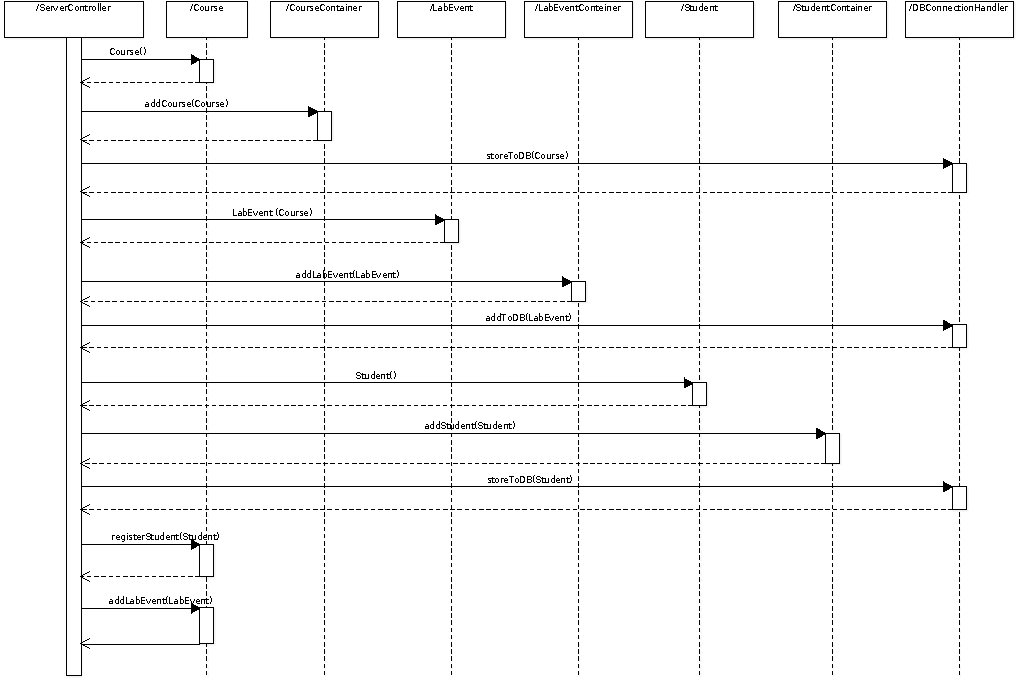 /ServerController
/Course
/CourseContainer
/LabEvent
/LabEventConteiner
/Student
/StudentContainer
/DBConnectionHandler
Course()
addCourse(Course)
storeToDB(Course)
LabEvent (Course)
addLabEvent(LabEvent)
addToDB(LabEvent)
Student()
addStudent(Student)
storeToDB(Student)
registerStudent(Student)
addLabEvent(LabEvent)